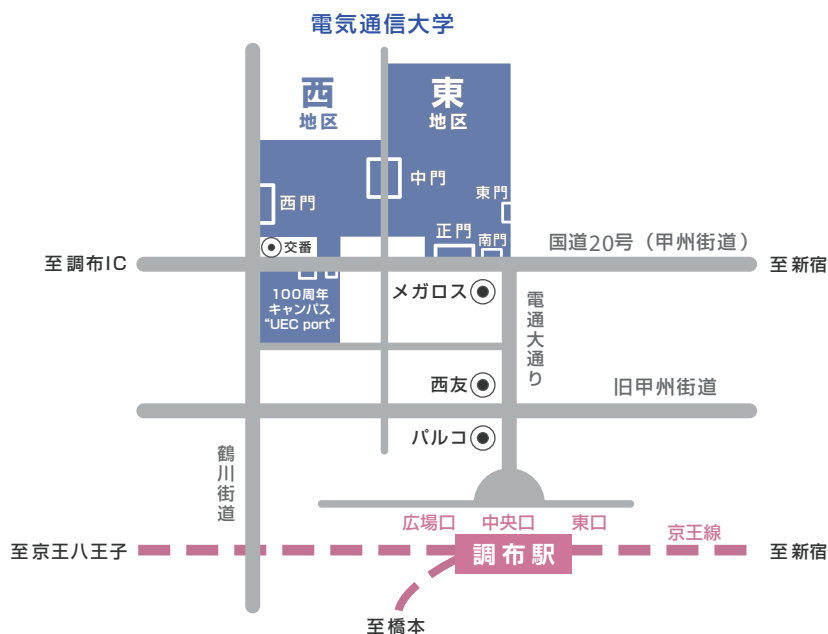 電気通信大学
西
地区
東
地区
中門
東門
西門
正門
南門
交番
国道20号（甲州街道）
至調布IC
至新宿
100周年
キャンパス
“UEC port”
メガロス
電通大通り
西友
旧甲州街道
パルコ
鶴川街道
広場口
中央口
東口
京王線
至京王八王子
調布駅
至新宿
至橋本